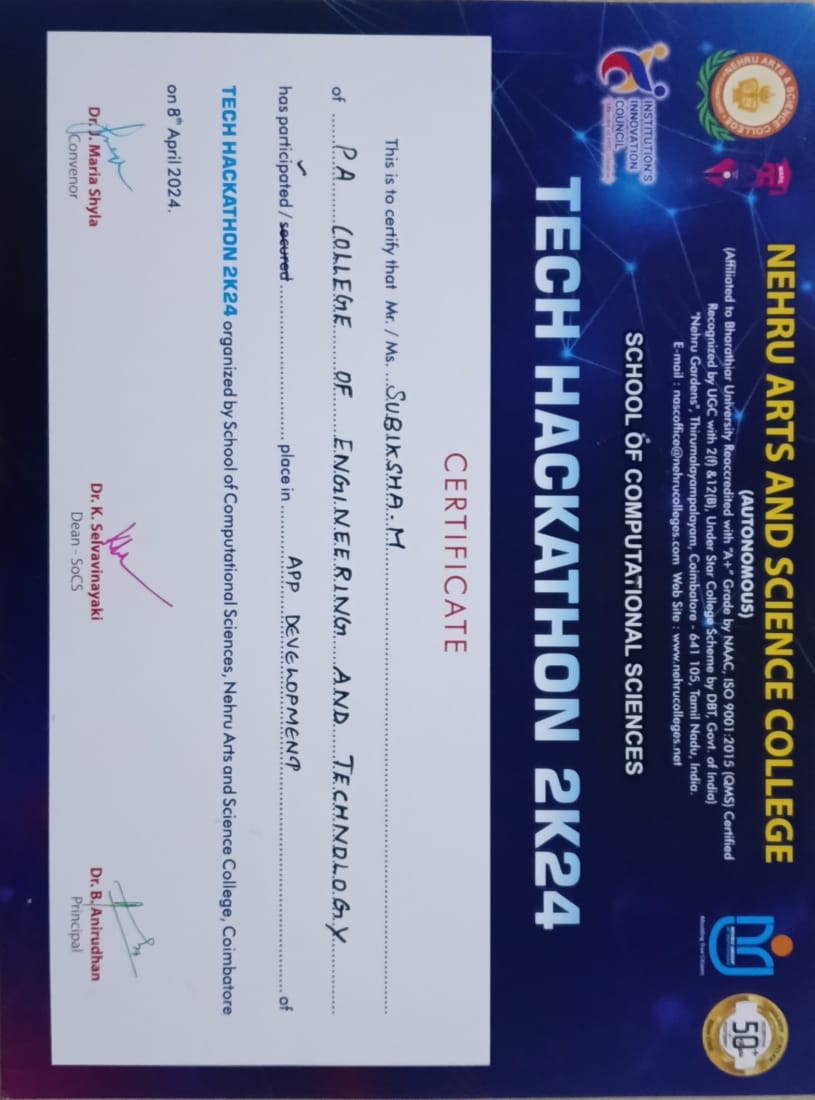 NEHRU ARTS AND SCIENCE COLLEGE
(AUTONOMOUS)
(Affiliated to Bharathiar University Reaccredited with "A+" Grade by NAAC, ISO 9001:2015 (QMS) Certified
Recognized by UGC with 2(f) &12(B), Under Star College Scheme by DBT, Govt. of India)
"Nehru Gardens", Thirumalayampalayam, Coimbatore - 641 105, Tamil Nadu, India.
E-mail : nascoffice@nehrucolleges.com Web Site : www.nehrucolleges.net
NEHRU ARTS & SCIENCE COLLEGE
INSTITUTION'S
INNOVATION
COUNCIL
NEHRU GROUP
Moulding True Citizens
50+
SCHOOL OF COMPUTATIONAL SCIENCES
TECH HACKATHON 2K24
CERTIFICATE
This is to certify that Mr. / Ms. ...SUBIKSHA.M
of ...... PA COLLEGE OF ENGINEERING AND TECHNOLOGY
has participated / secured .............................. place in .......... APP DEVELOPMENT .............................. of
TECH HACKATHON 2K24 organized by School of Computational Sciences, Nehru Arts and Science College, Coimbatore
on 8th April 2024.
Dr. J. Maria Shyla
Convenor
Dr. K. Selvavinayaki
Dean - SoCS
Dr. B. Anirudhan
Principal